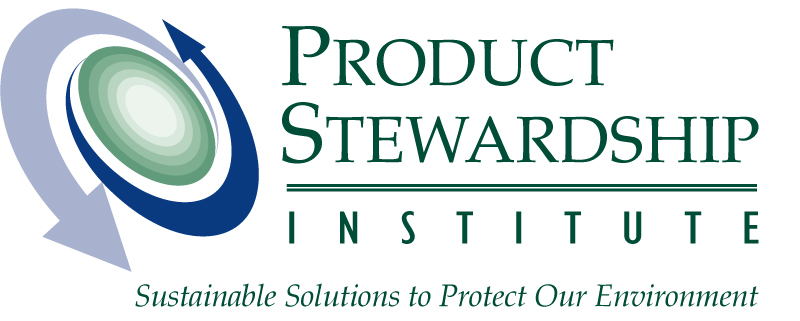 PRODUCT
STEWARDSHIP
INSTITUTE
Sustainable Solutions to Protect Our Environment